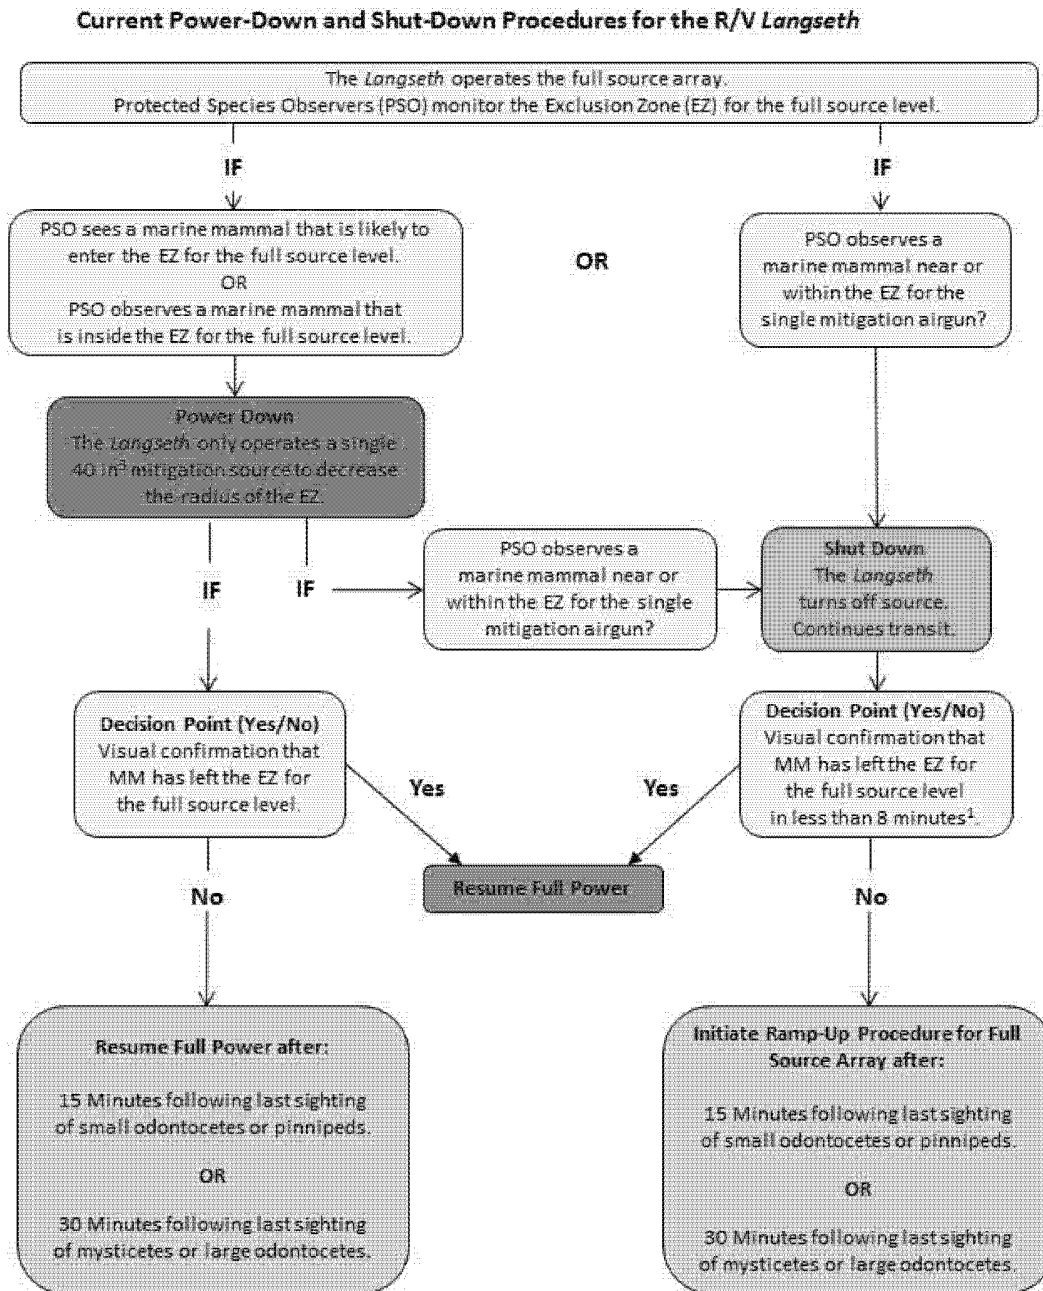 Current Power-Down and Shut-Down Procedures for the R/V Langseth
The Langseth operates the full source array.
Protected Species Observers (PSO) monitor the Exclusion Zone (EZ) for the full source level.
IF
IF
PSO sees a marine mammal that is likely to
enter the EZ for the full source level.
OR
PSO observes a marine mammal that
is inside the EZ for the full source level.
OR
PSO observes a
marine mammal near or
within the EZ for the
single mitigation airgun?
Power Down
The Langseth only operates a single
40 in³ mitigation source to decrease
the radius of the EZ.
IF
IF
PSO observes a
marine mammal near or
within the EZ for the single
mitigation airgun?
Shut Down
The Langseth
turns off source.
Continues transit.
Decision Point (Yes/No)
Visual confirmation that
MM has left the EZ for
the full source level.
Yes
Yes
Decision Point (Yes/No)
Visual confirmation that
MM has left the EZ for
the full source level
in less than 8 minutes¹.
Resume Full Power
No
No
Resume Full Power after:
15 Minutes following last sighting
of small odontocetes or pinnipeds.
OR
30 Minutes following last sighting
of mysticetes or large odontocetes.
Initiate Ramp-Up Procedure for Full
Source Array after:
15 Minutes following last sighting
of small odontocetes or pinnipeds.
OR
30 Minutes following last sighting
of mysticetes or large odontocetes.